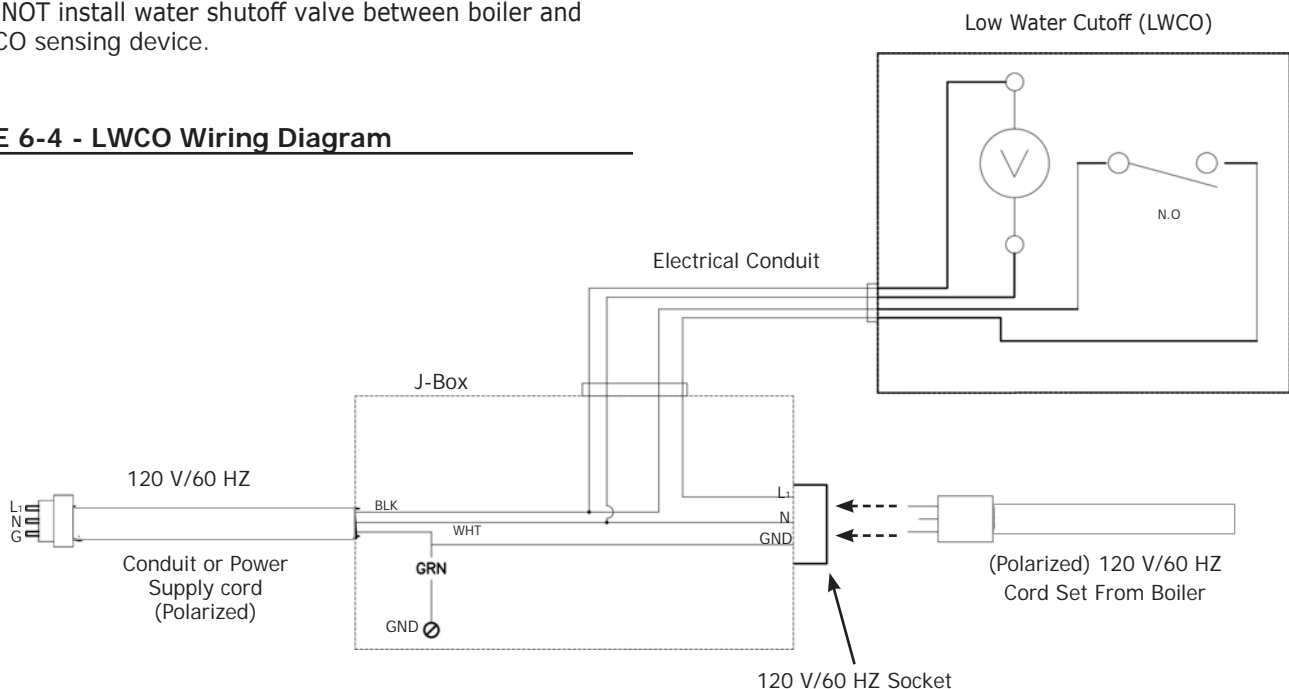 NOT install water shutoff valve between boiler and
CO sensing device.
E 6-4 - LWCO Wiring Diagram
Low Water Cutoff (LWCO)
V
N.O
Electrical Conduit
J-Box
120 V/60 HZ
L1
N
G
BLK
WHT
GRN
GND
L1
N
GND
Conduit or Power
Supply cord
(Polarized)
(Polarized) 120 V/60 HZ
Cord Set From Boiler
120 V/60 HZ Socket